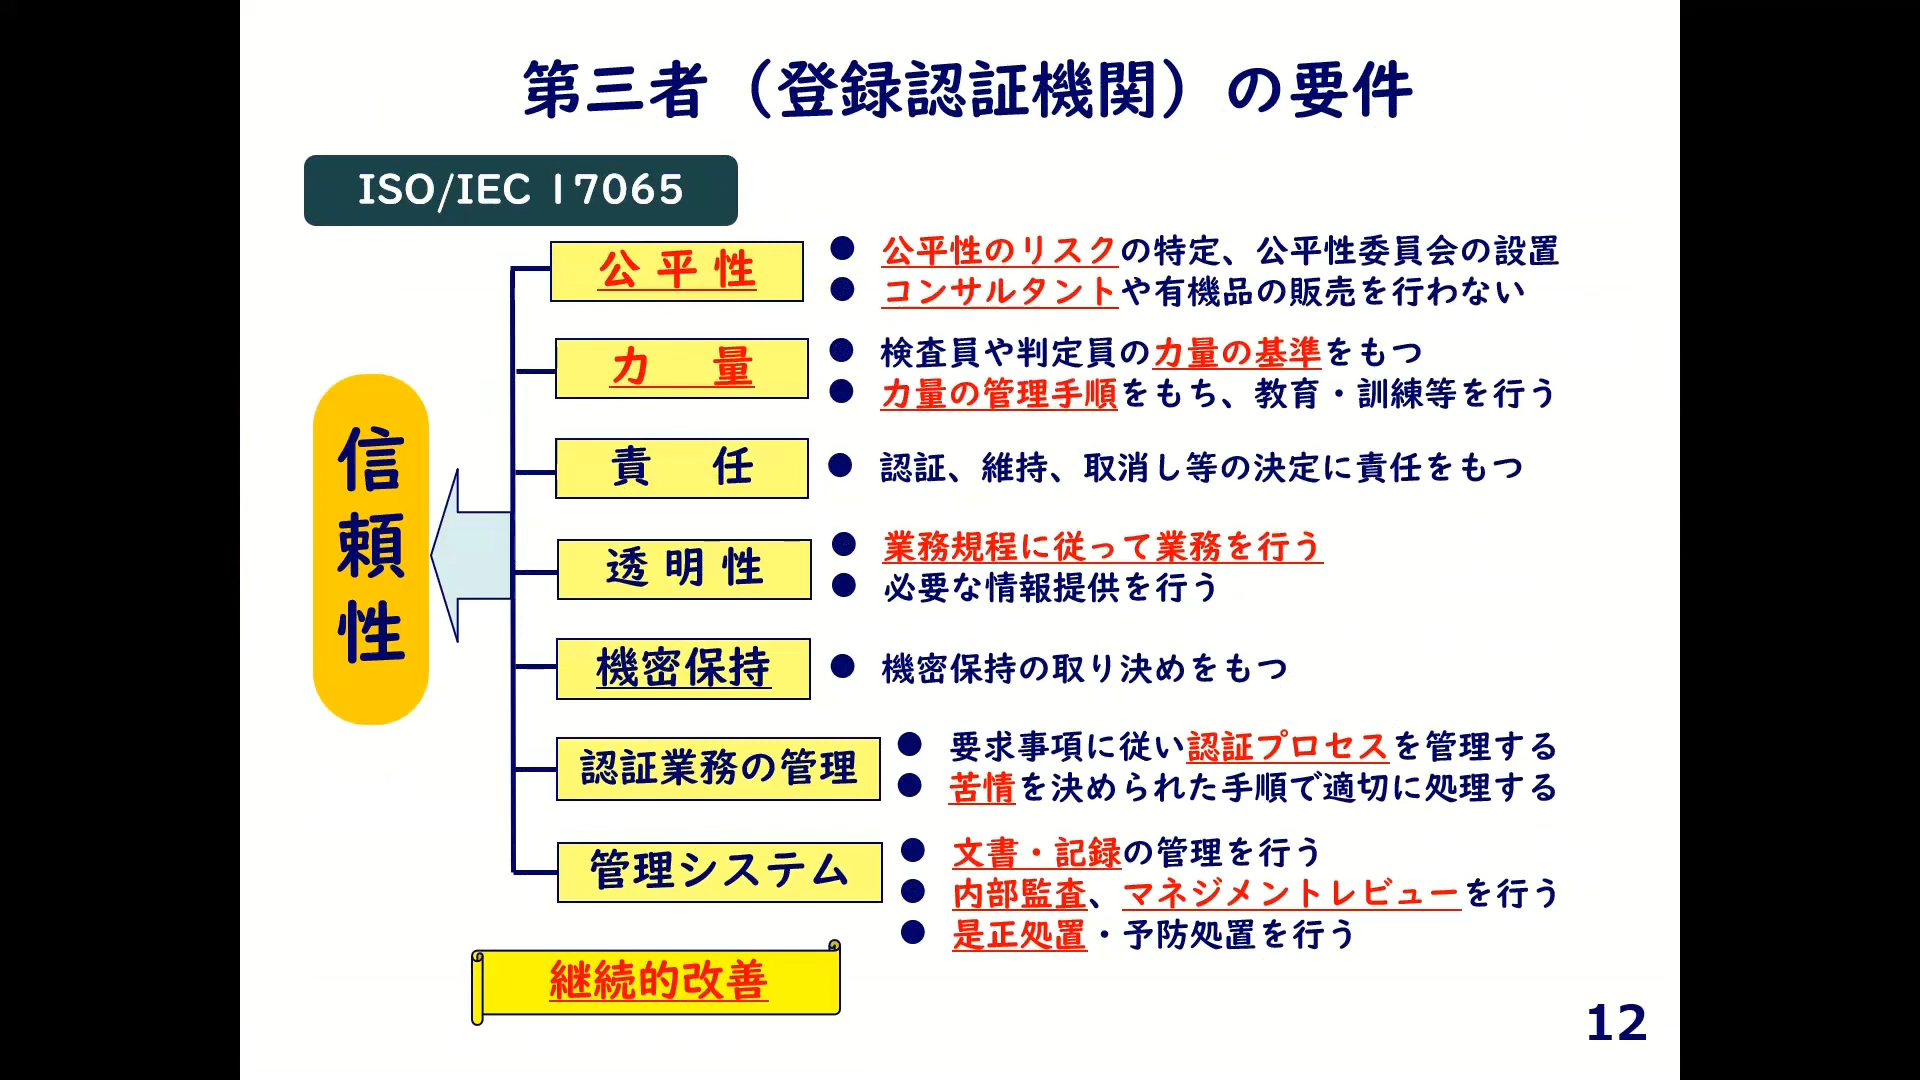 第三者（登録認証機関）の要件
ISO/IEC 17065
信頼性
公平性
● 公平性のリスクの特定、公平性委員会の設置
● コンサルタントや有機品の販売を行わない
力　量
● 検査員や判定員の力量の基準をもつ
● 力量の管理手順をもち、教育・訓練等を行う
責　任
● 認証、維持、取消し等の決定に責任をもつ
透明性
● 業務規程に従って業務を行う
● 必要な情報提供を行う
機密保持
● 機密保持の取り決めをもつ
認証業務の管理
● 要求事項に従い認証プロセスを管理する
● 苦情を決められた手順で適切に処理する
管理システム
● 文書・記録の管理を行う
● 内部監査、マネジメントレビューを行う
● 是正処置・予防処置を行う
継続的改善
12